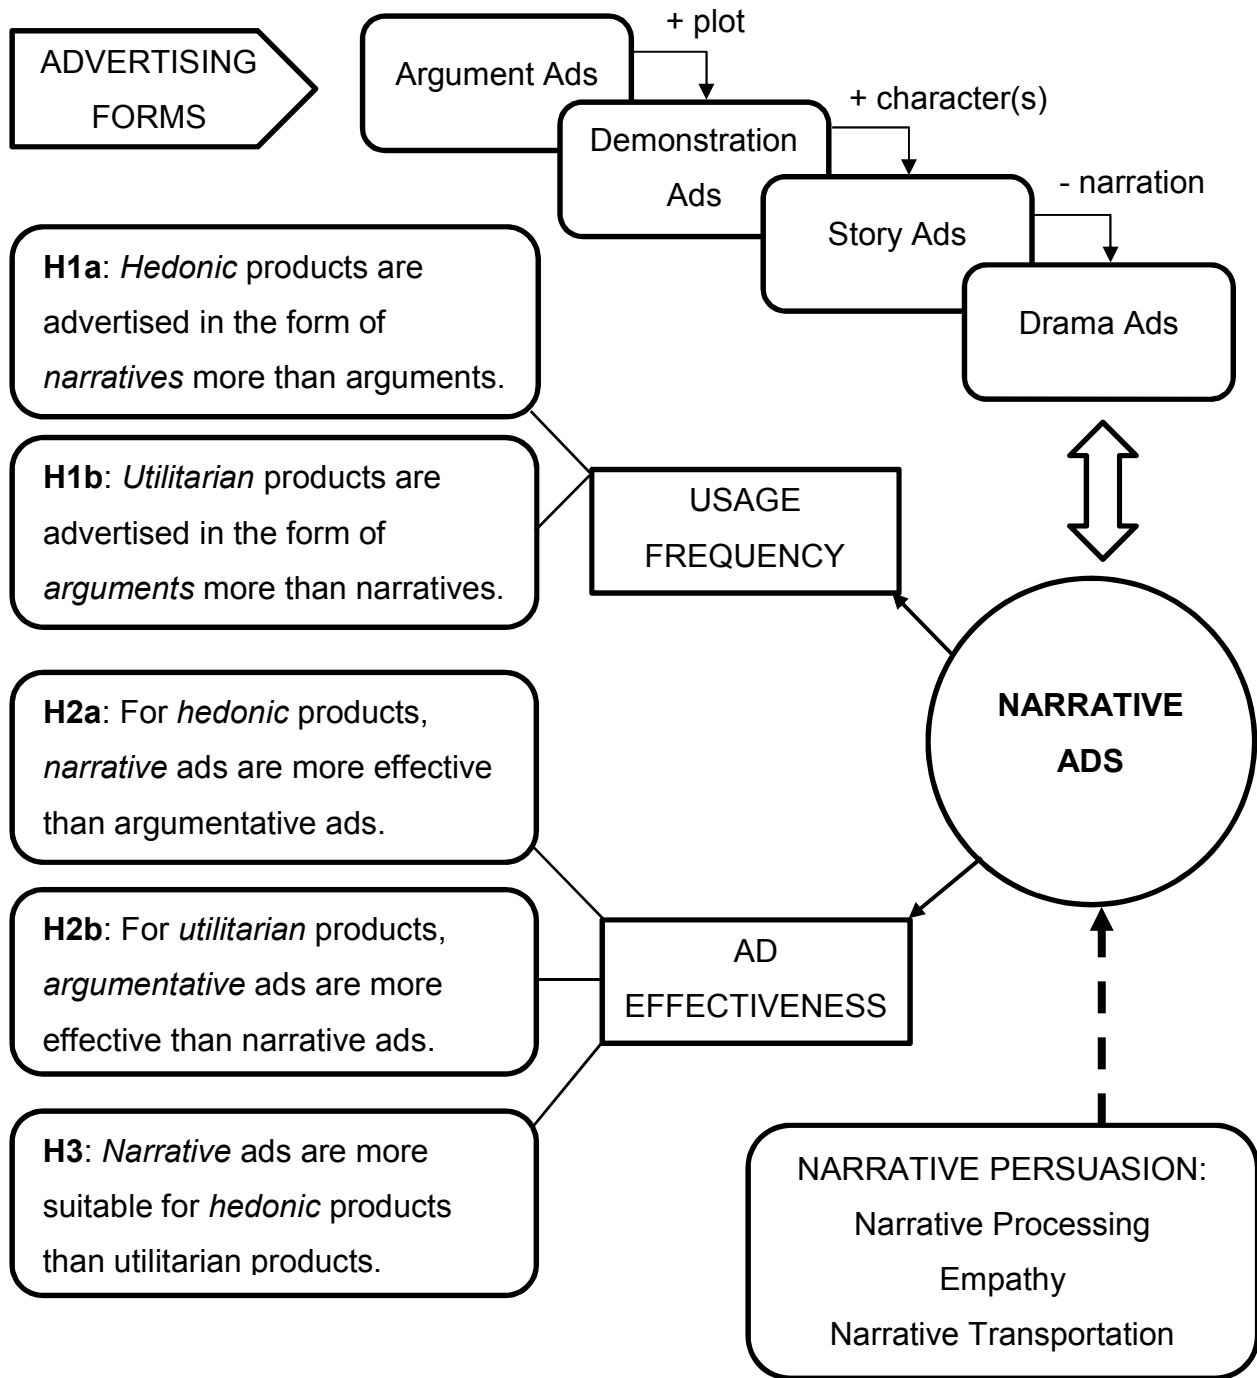 ADVERTISING
FORMS
Argument Ads
+ plot
Demonstration
Ads
+ character(s)
Story Ads
- narration
Drama Ads
H1a: Hedonic products are
advertised in the form of
narratives more than arguments.
H1b: Utilitarian products are
advertised in the form of
arguments more than narratives.
USAGE
FREQUENCY
NARRATIVE
ADS
H2a: For hedonic products,
narrative ads are more effective
than argumentative ads.
H2b: For utilitarian products,
argumentative ads are more
effective than narrative ads.
AD
EFFECTIVENESS
H3: Narrative ads are more
suitable for hedonic products
than utilitarian products.
NARRATIVE PERSUASION:
Narrative Processing
Empathy
Narrative Transportation